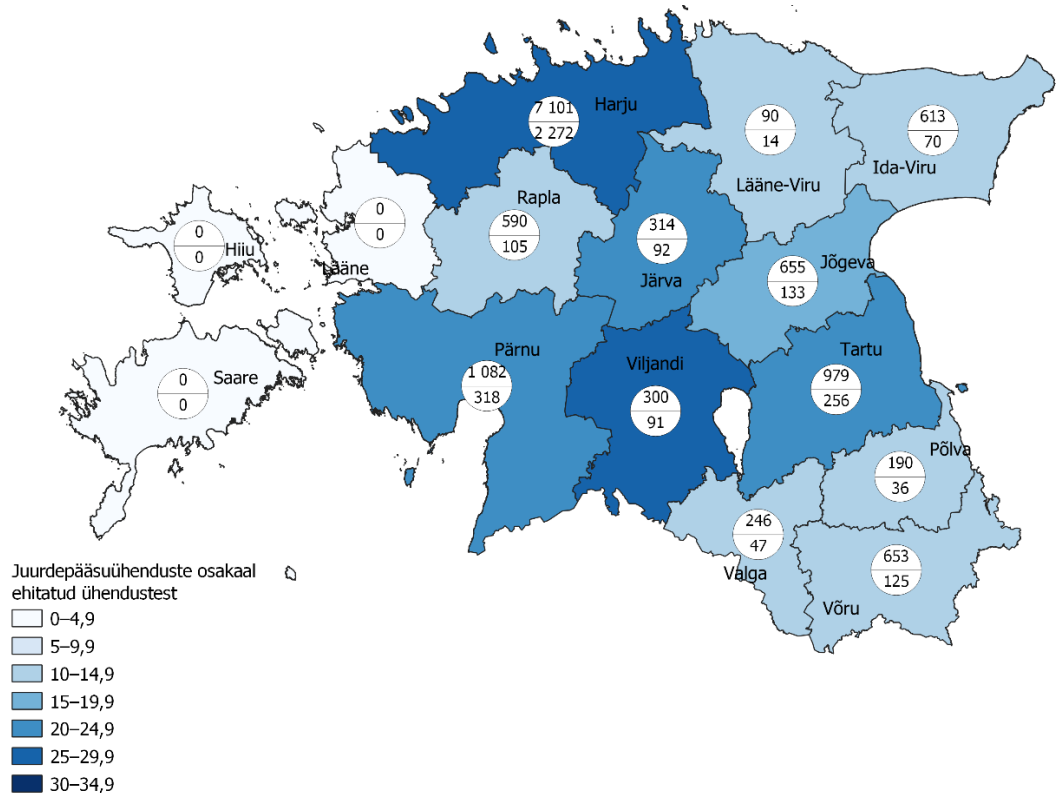 Harju
7 101
2 272
90
14
Lääne-Viru
613
70
Ida-Viru
Rapla
590
105
0
0
Lääne
0
0
Hiiu
314
92
Järva
655
133
Jõgeva
Pärnu
1 082
318
Viljandi
300
91
Tartu
979
256
Saare
0
0
Põlva
190
36
246
47
Valga
653
125
Võru
Juurdepääsuühenduste osakaal
ehitatud ühendustest
0–4,9
5–9,9
10–14,9
15–19,9
20–24,9
25–29,9
30–34,9